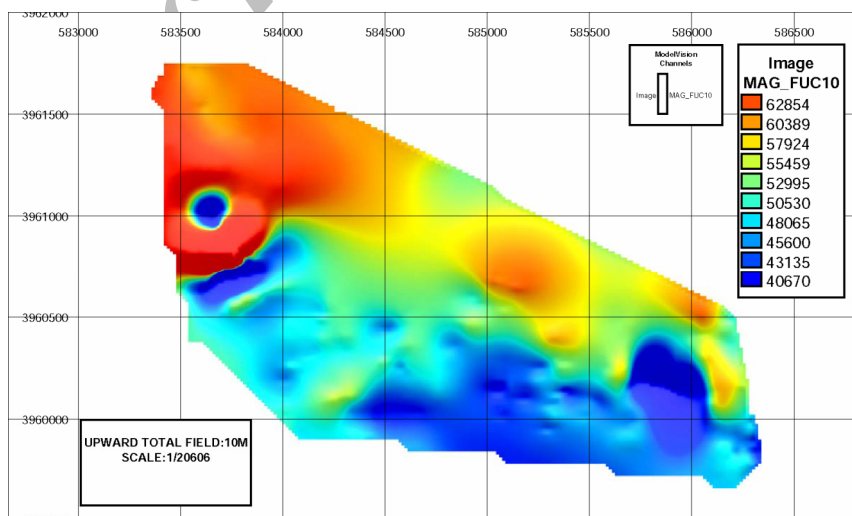 3962000
583000 583500 584000 584500 585000 585500 586000 586500
ModelVision
Channels
Image MAG_FUC10
Image
MAG_FUC10
62854
60389
57924
55459
52995
50530
48065
45600
43135
40670
3961500
3961000
3960500
3960000
UPWARD TOTAL FIELD:10M
SCALE:1/20606